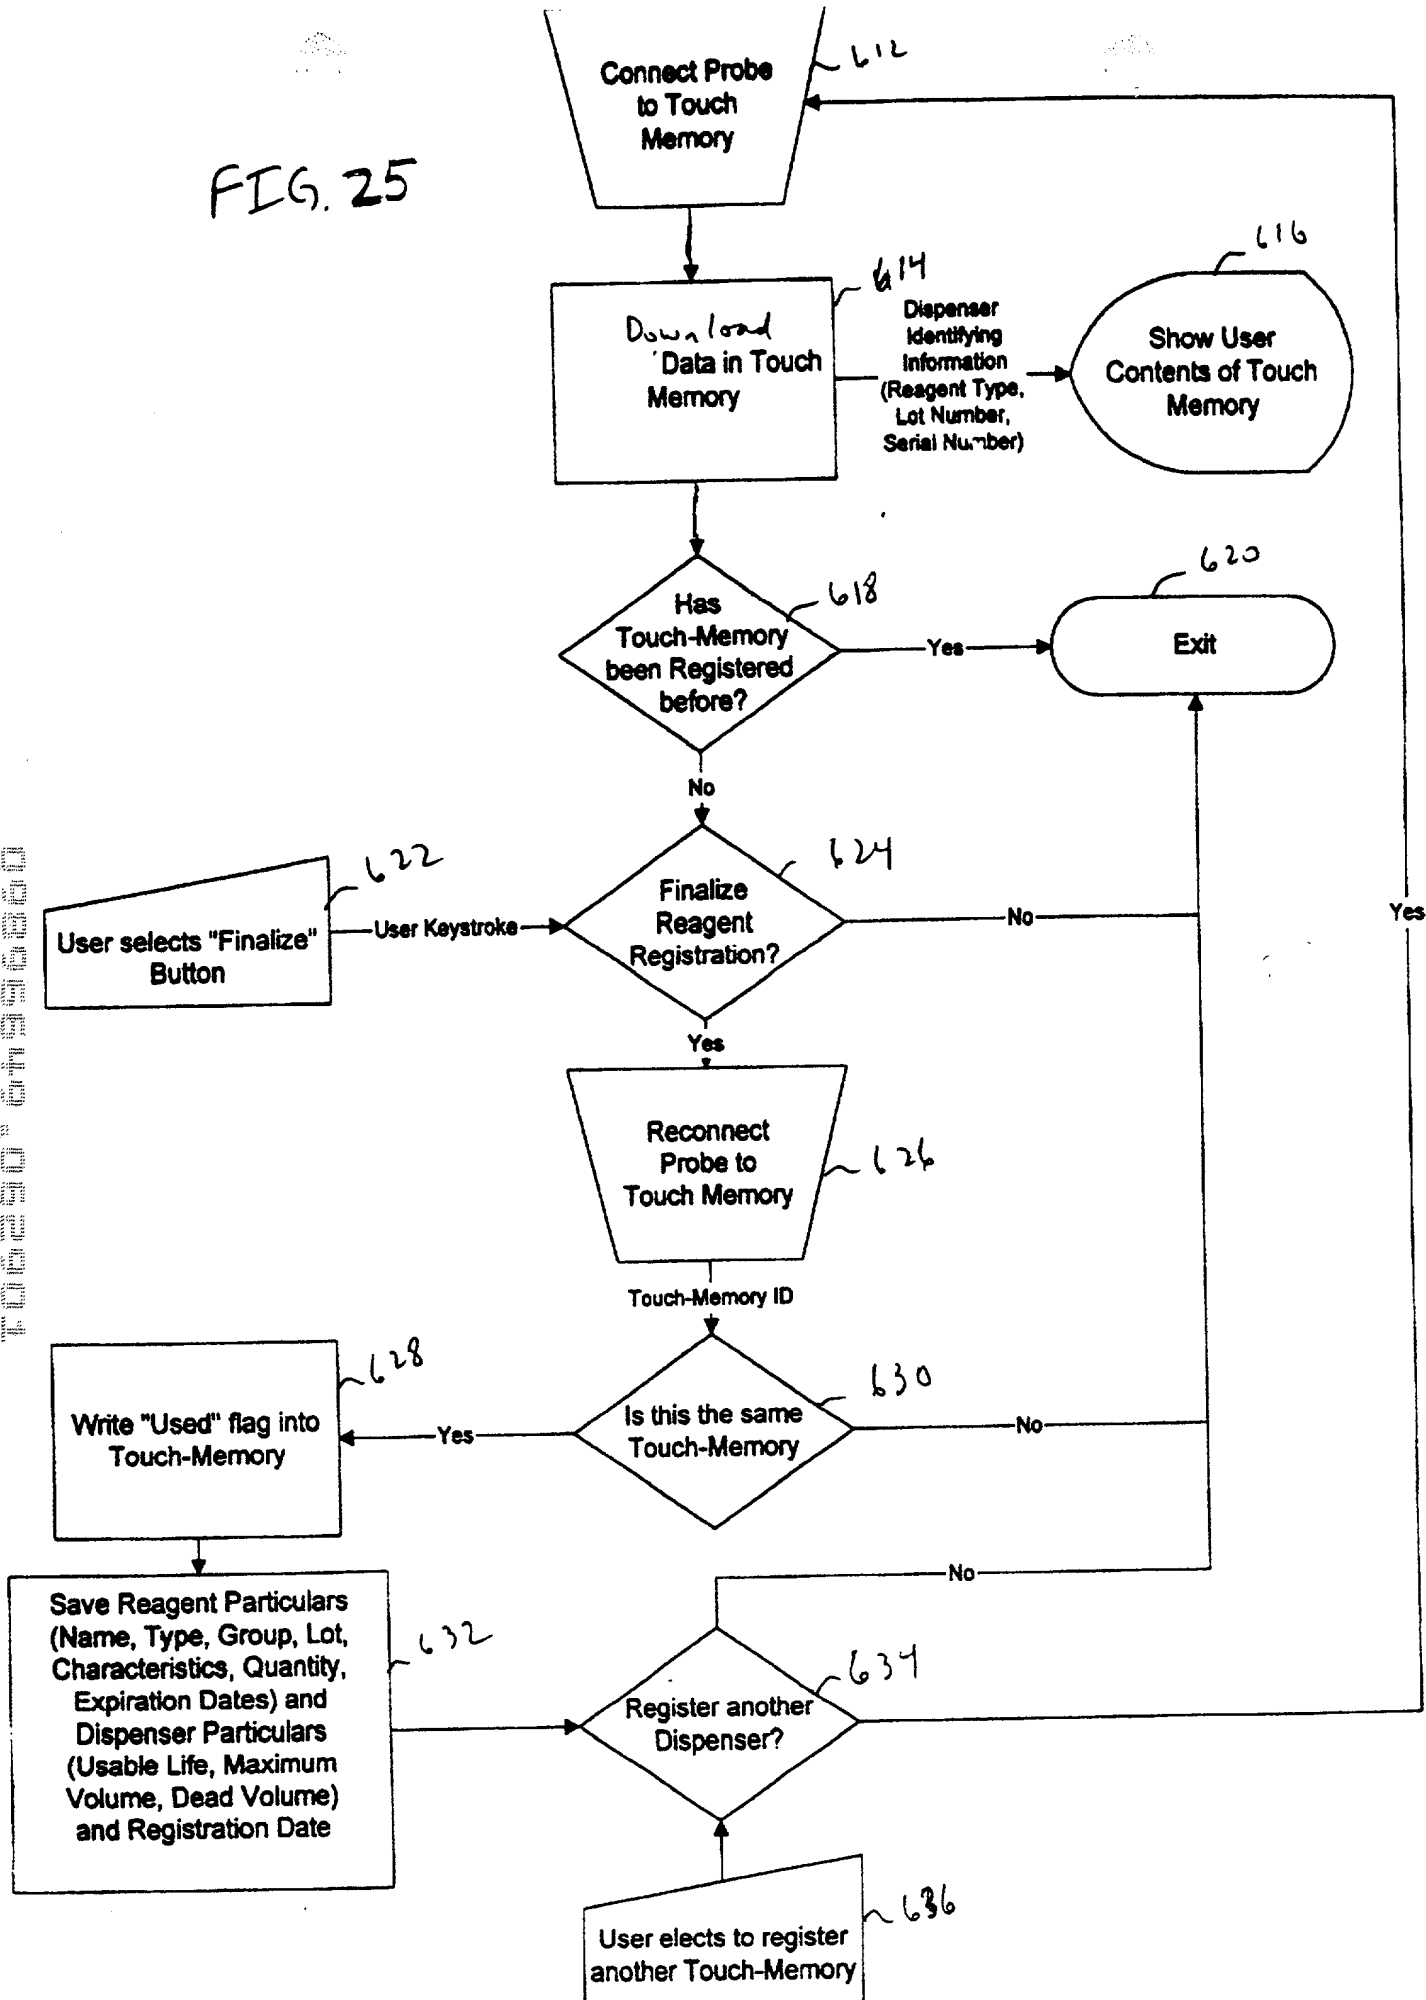 Connect Probe
to Touch
Memory
612
FIG. 25
614
Download
Data in Touch
Memory
Dispenser
Identifying
Information
(Reagent Type,
Lot Number,
Serial Number)
616
Show User
Contents of Touch
Memory
618
Has
Touch-Memory
been Registered
before?
Yes
620
Exit
No
622
User selects "Finalize"
Button
User Keystroke
624
Finalize
Reagent
Registration?
No
Yes
Yes
Reconnect
Probe to
Touch Memory
626
Touch-Memory ID
628
Write "Used" flag into
Touch-Memory
Yes
630
Is this the same
Touch-Memory
No
No
Save Reagent Particulars
(Name, Type, Group, Lot,
Characteristics, Quantity,
Expiration Dates) and
Dispenser Particulars
(Usable Life, Maximum
Volume, Dead Volume)
and Registration Date
632
634
Register another
Dispenser?
636
User elects to register
another Touch-Memory